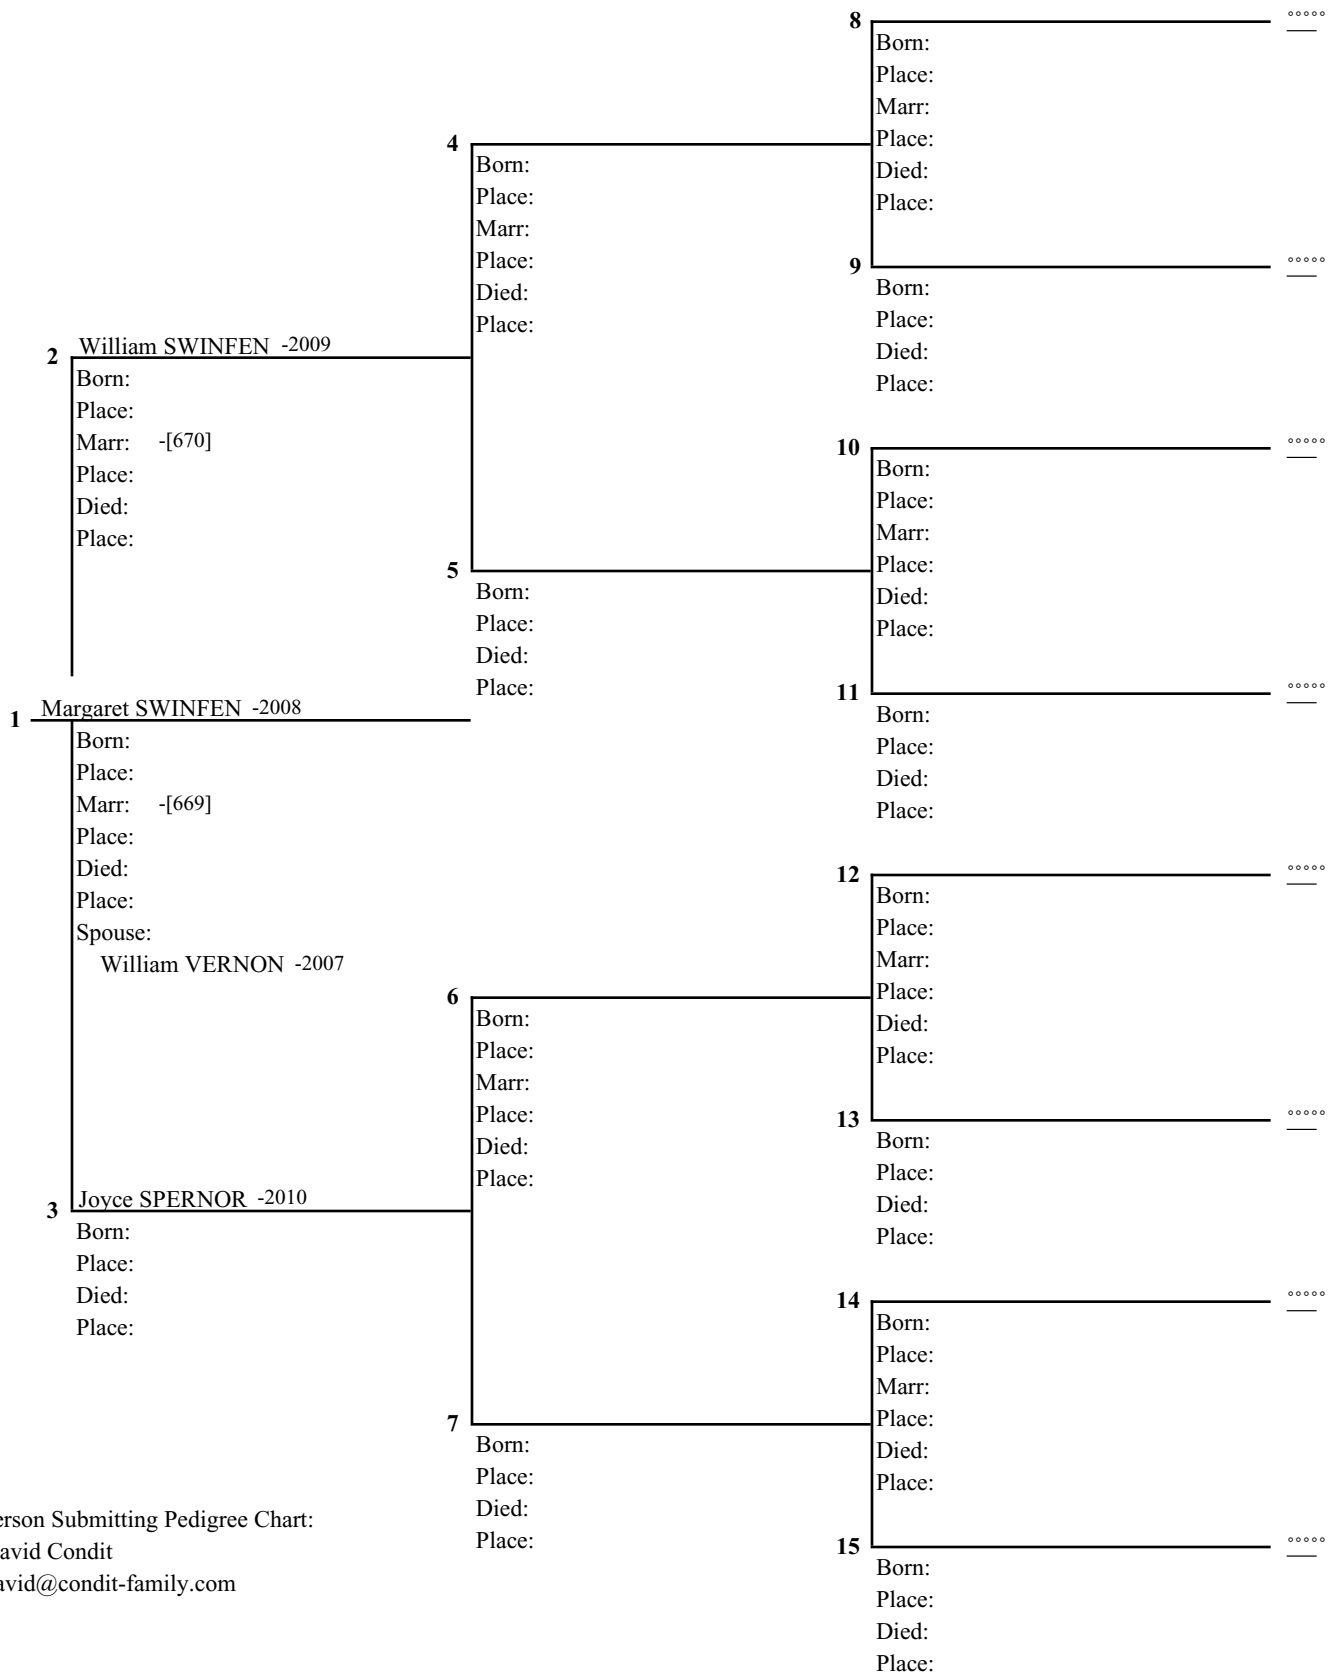 8
°°°°°
Born:
Place:
Marr:
Place:
Died:
Place:
4
Born:
Place:
Marr:
Place:
Died:
Place:
9
°°°°°
Born:
Place:
Died:
Place:
2 William SWINFEN -2009
Born:
Place:
Marr: -[670]
Place:
Died:
Place:
10
°°°°°
Born:
Place:
Marr:
Place:
Died:
Place:
5
Born:
Place:
Died:
Place:
11
°°°°°
Born:
Place:
Died:
Place:
1 Margaret SWINFEN -2008
Born:
Place:
Marr: -[669]
Place:
Died:
Place:
Spouse:
William VERNON -2007
12
°°°°°
Born:
Place:
Marr:
Place:
Died:
Place:
6
Born:
Place:
Marr:
Place:
Died:
Place:
13
°°°°°
Born:
Place:
Died:
Place:
3 Joyce SPERNOR -2010
Born:
Place:
Died:
Place:
14
°°°°°
Born:
Place:
Marr:
Place:
Died:
Place:
7
Born:
Place:
Died:
Place:
15
°°°°°
Born:
Place:
Died:
Place:
erson Submitting Pedigree Chart:
avid Condit
avid@condit-family.com